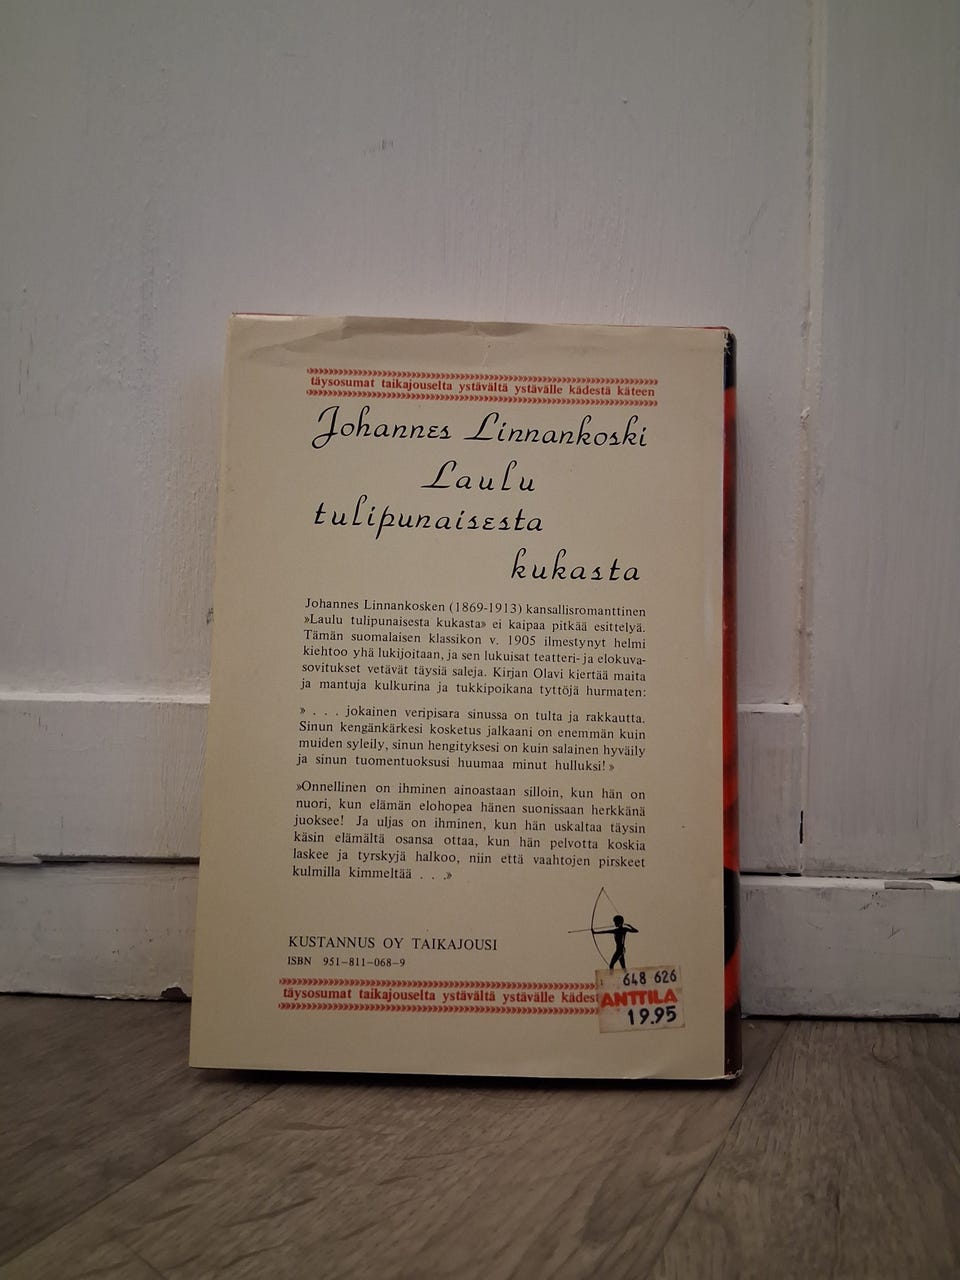 täysosumat taikajouselta ystävältä ystävälle kädestä käteen
Johannes Linnankoski
Laulu
tulipunaisesta
kukasta
Johannes Linnankosken (1869-1913) kansallisromanttinen
»Laulu tulipunaisesta kukasta» ei kaipaa pitkää esittelyä.
Tämän suomalaisen klassikon v. 1905 ilmestynyt helmi
kiehtoo yhä lukijoitaan, ja sen lukuisat teatteri- ja elokuva-
sovitukset vetävät täysiä saleja. Kirjan Olavi kiertää maita
ja mantuja kulkurina ja tukkipoikana tyttöjä hurmaten:
» . . . jokainen veripisara sinussa on tulta ja rakkautta.
Sinun kengänkärkesi kosketus jalkaani on enemmän kuin
muiden syleily, sinun hengityksesi on kuin salainen hyväily
ja sinun tuomentuoksusi huumaa minut hulluksi!»
»Onnellinen on ihminen ainoastaan silloin, kun hän on
nuori, kun elämän elohopea hänen suonissaan herkkänä
juoksee! Ja uljas on ihminen, kun hän uskaltaa täysin
käsin elämältä osansa ottaa, kun hän pelvotta koskia
laskee ja tyrskyjä halkoo, niin että vaahtojen pirskeet
kulmilla kimmeltää . . .»
KUSTANNUS OY TAIKAJOUSI
ISBN 951-811-068-9
täysosumat taikajouselta ystävältä ystävälle kädest
648 626
ANTTILA
19.95